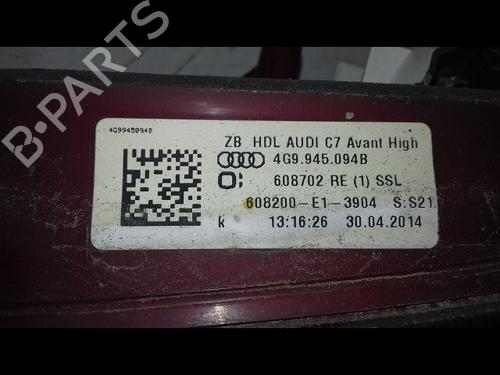 B-PARTS
4G9945094B
ZB HDL AUDI C7 Avant High
4G9.945.094B
608702 RE (1) SSL
608200-E1-3904 S:S21
k 13:16:26 30.04.2014